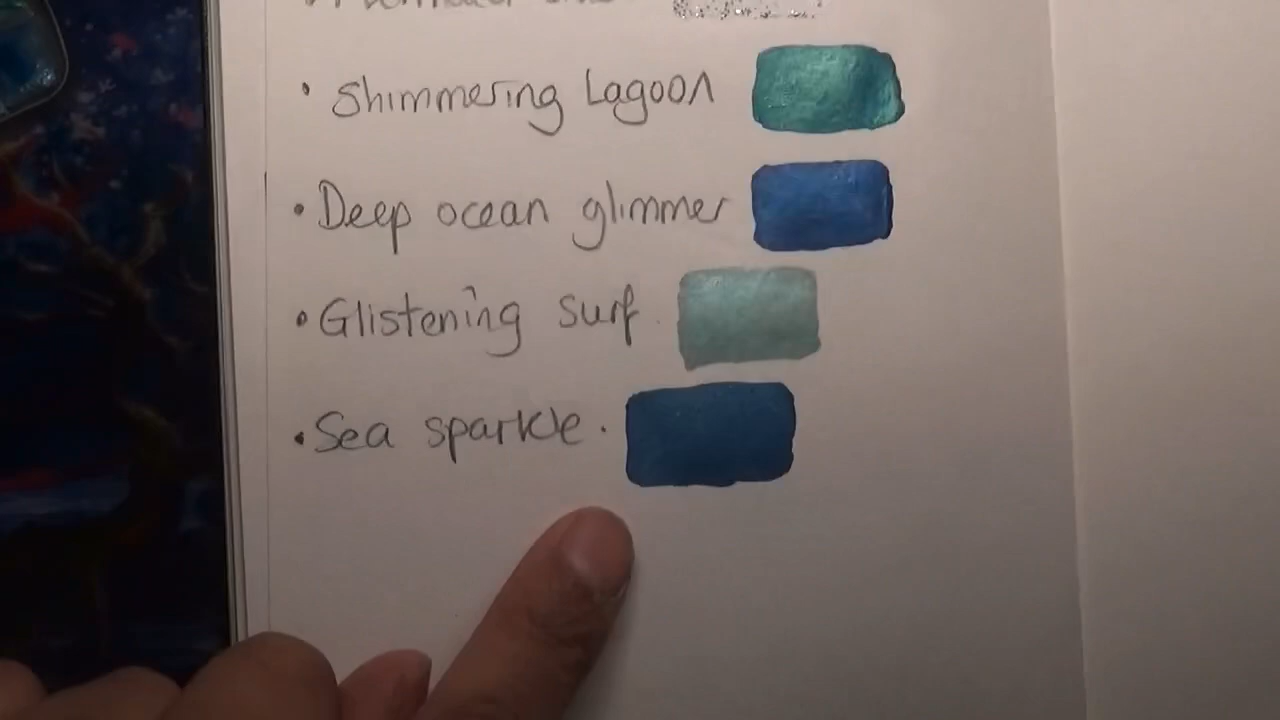 • Shimmering Lagoon
• Deep ocean glimmer
• Glistening surf.
• Sea sparkle.